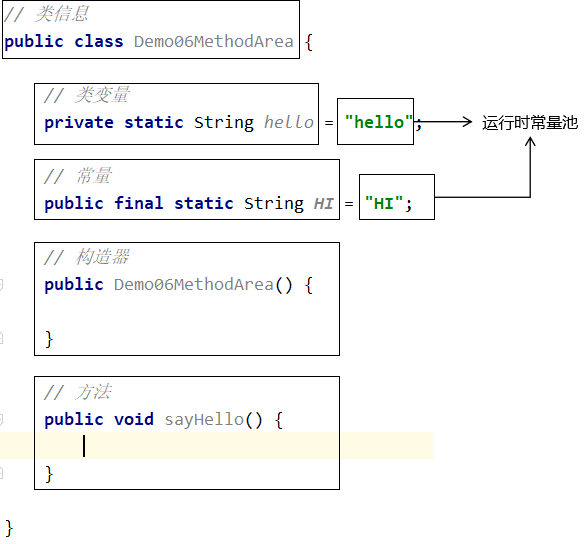 // 类信息
public class Demo06MethodArea {
// 类变量
private static String hello = "hello"; 运行时常量池
// 常量
public final static String HI = "HI";
// 构造器
public Demo06MethodArea() {
}
// 方法
public void sayHello() {
}
}